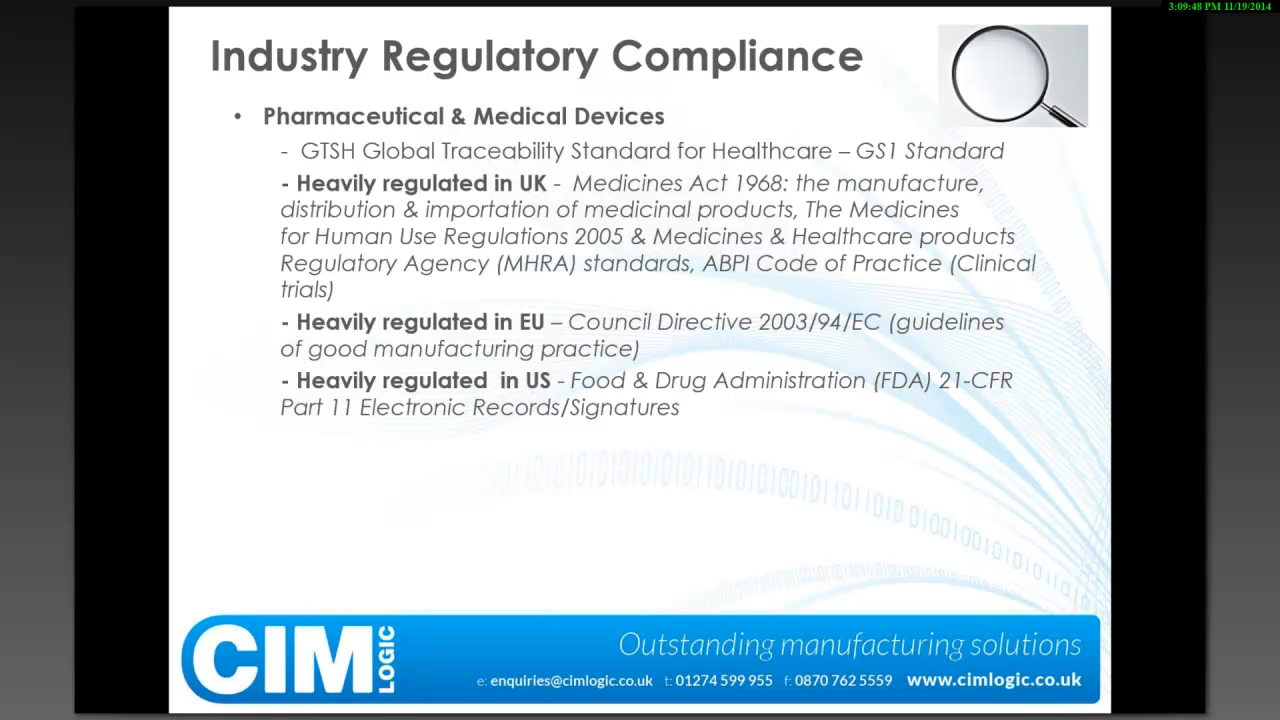 3:09:48 PM 11/19/2014
Industry Regulatory Compliance
• Pharmaceutical & Medical Devices
- GTSH Global Traceability Standard for Healthcare – GS1 Standard
- Heavily regulated in UK - Medicines Act 1968: the manufacture,
distribution & importation of medicinal products, The Medicines
for Human Use Regulations 2005 & Medicines & Healthcare products
Regulatory Agency (MHRA) standards, ABPI Code of Practice (Clinical
trials)
- Heavily regulated in EU – Council Directive 2003/94/EC (guidelines
of good manufacturing practice)
- Heavily regulated in US - Food & Drug Administration (FDA) 21-CFR
Part 11 Electronic Records/Signatures
CIM LOGIC
Outstanding manufacturing solutions
e: enquiries@cimlogic.co.uk t: 01274 599 955 f: 0870 762 5559 www.cimlogic.co.uk